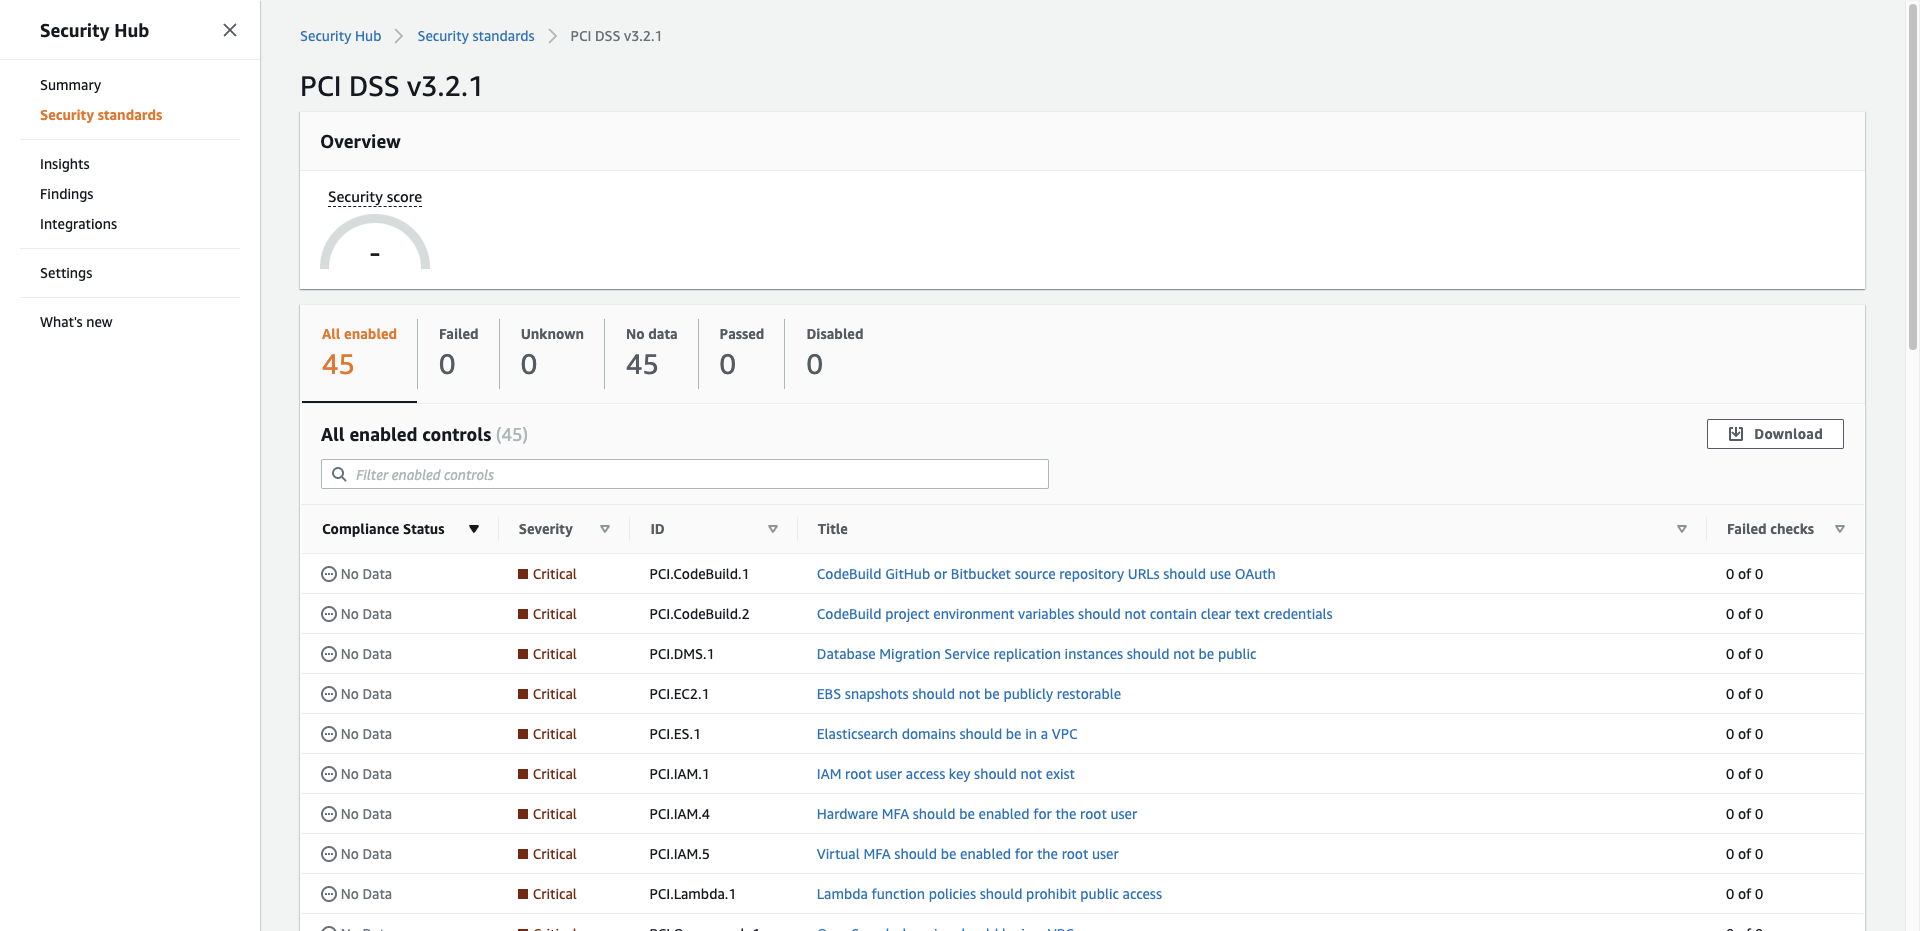 Security Hub
Summary
Security standards
Insights
Findings
Integrations
Settings
What's new
Security Hub > Security standards > PCI DSS v3.2.1
PCI DSS v3.2.1
Overview
Security score
-
All enabled Failed Unknown No data Passed Disabled
45 0 0 45 0 0
All enabled controls (45)
Download
Filter enabled controls
Compliance Status Severity ID Title Failed checks
No Data Critical PCI.CodeBuild.1 CodeBuild GitHub or Bitbucket source repository URLs should use OAuth 0 of 0
No Data Critical PCI.CodeBuild.2 CodeBuild project environment variables should not contain clear text credentials 0 of 0
No Data Critical PCI.DMS.1 Database Migration Service replication instances should not be public 0 of 0
No Data Critical PCI.EC2.1 EBS snapshots should not be publicly restorable 0 of 0
No Data Critical PCI.ES.1 Elasticsearch domains should be in a VPC 0 of 0
No Data Critical PCI.IAM.1 IAM root user access key should not exist 0 of 0
No Data Critical PCI.IAM.4 Hardware MFA should be enabled for the root user 0 of 0
No Data Critical PCI.IAM.5 Virtual MFA should be enabled for the root user 0 of 0
No Data Critical PCI.Lambda.1 Lambda function policies should prohibit public access 0 of 0